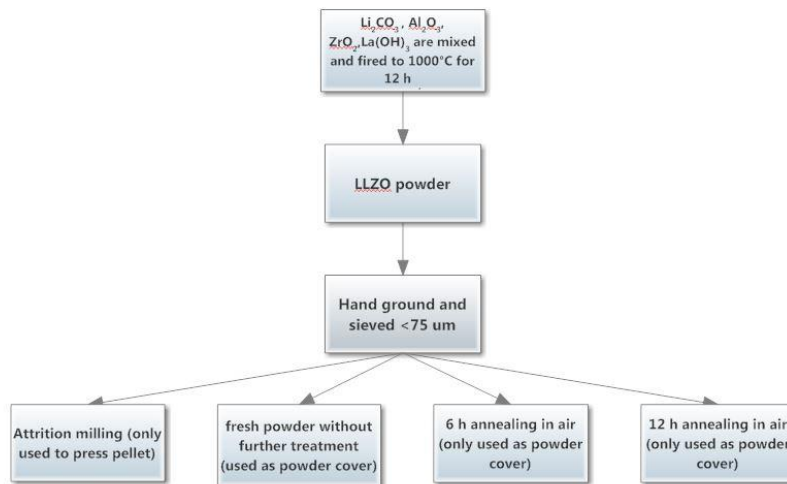 Li₂CO₃, Al₂O₃,
ZrO₂,La(OH)₃ are mixed
and fired to 1000°C for
12 h
LLZO powder
Hand ground and
sieved <75 um
Attrition milling (only
used to press pellet)
fresh powder without
further treatment
(used as powder cover)
6 h annealing in air
(only used as powder
cover)
12 h annealing in air
(only used as powder
cover)